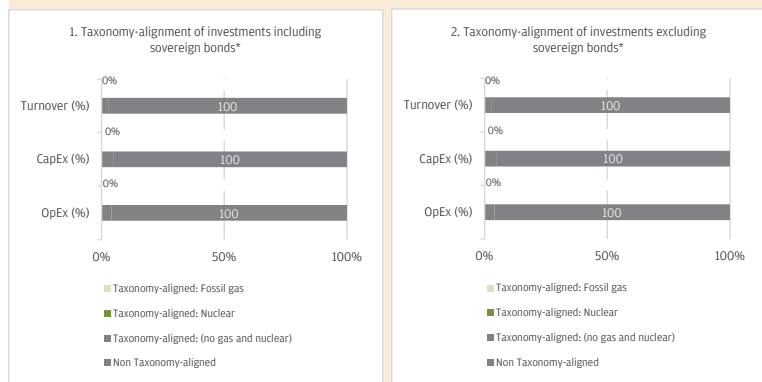 1. Taxonomy-alignment of investments including
sovereign bonds*
0%
Turnover (%)
100
0%
CapEx (%)
100
0%
OpEx (%)
100
0%
50%
100%
Taxonomy-aligned: Fossil gas
Taxonomy-aligned: Nuclear
Taxonomy-aligned: (no gas and nuclear)
Non Taxonomy-aligned
2. Taxonomy-alignment of investments excluding
sovereign bonds*
0%
Turnover (%)
100
0%
CapEx (%)
100
0%
OpEx (%)
100
0%
50%
100%
Taxonomy-aligned: Fossil gas
Taxonomy-aligned: Nuclear
Taxonomy-aligned: (no gas and nuclear)
Non Taxonomy-aligned